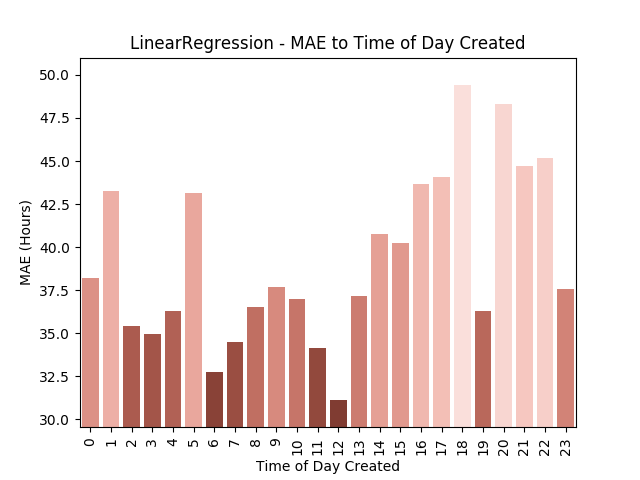 LinearRegression - MAE to Time of Day Created
50.0
47.5
45.0
42.5
40.0
37.5
35.0
32.5
30.0
MAE (Hours)
0 1 2 3 4 5 6 7 8 9 10 11 12 13 14 15 16 17 18 19 20 21 22 23
Time of Day Created